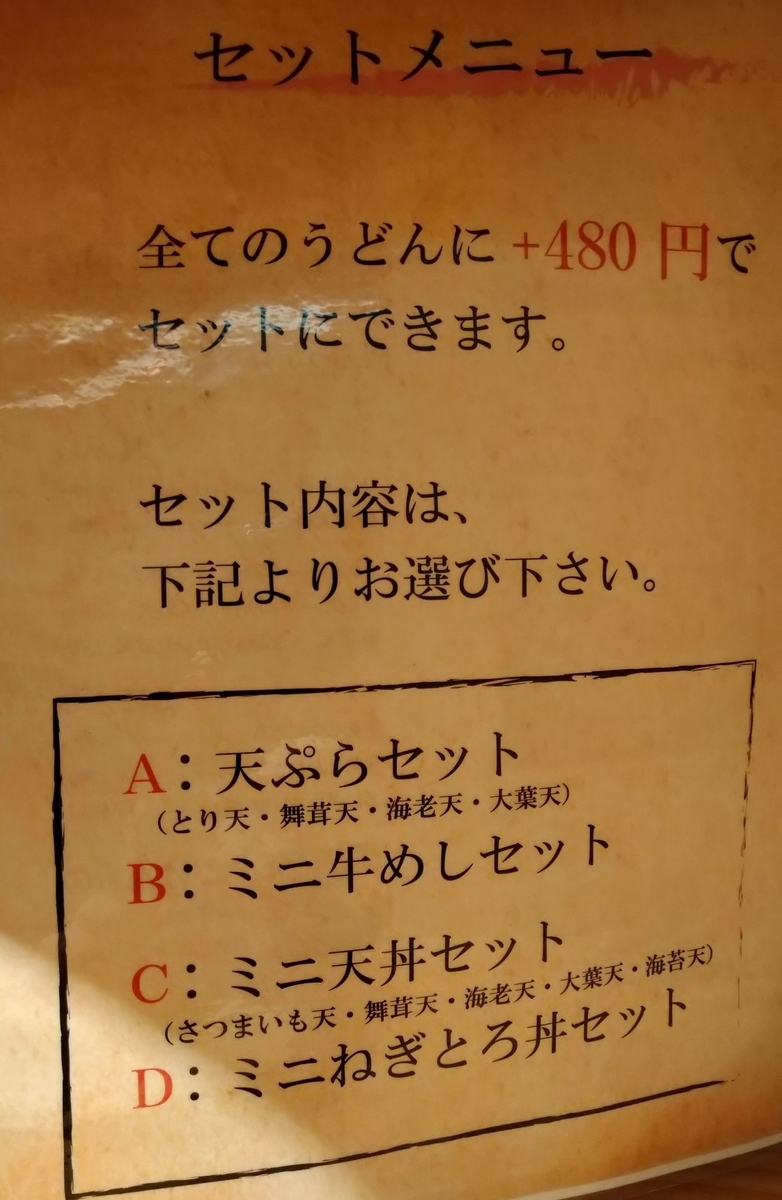 セットメニュー
全てのうどんに +480 円で
セットにできます。
セット内容は、
下記よりお選び下さい。
A：天ぷらセット
（とり天・舞茸天・海老天・大葉天）
B：ミニ牛めしセット
C：ミニ天丼セット
（さつまいも天・舞茸天・海老天・大葉天・海苔天）
D：ミニねぎとろ丼セット